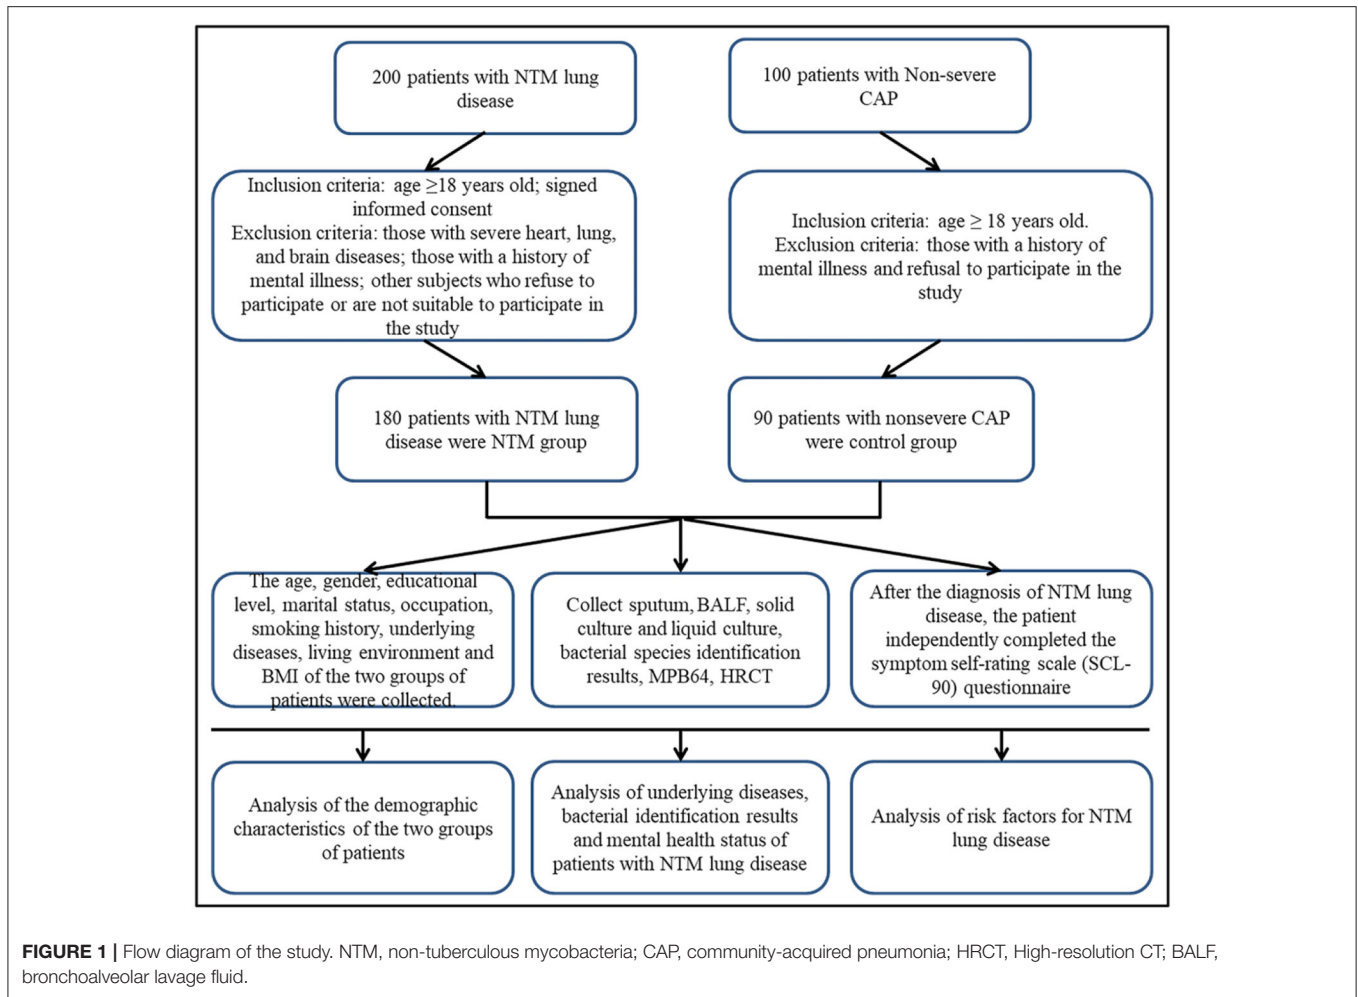 200 patients with NTM lung
disease
100 patients with Non-severe
CAP
Inclusion criteria: age ≥18 years old; signed
informed consent
Exclusion criteria: those with severe heart, lung,
and brain diseases; those with a history of
mental illness; other subjects who refuse to
participate or are not suitable to participate in
the study
Inclusion criteria: age ≥ 18 years old.
Exclusion criteria: those with a history of
mental illness and refusal to participate in the
study
180 patients with NTM lung
disease were NTM group
90 patients with nonsevere CAP
were control group
The age, gender, educational
level, marital status, occupation,
smoking history, underlying
diseases, living environment and
BMI of the two groups of
patients were collected.
Collect sputum, BALF, solid
culture and liquid culture,
bacterial species identification
results, MPB64, HRCT
After the diagnosis of NTM lung
disease, the patient
independently completed the
symptom self-rating scale (SCL-
90) questionnaire
Analysis of the demographic
characteristics of the two groups
of patients
Analysis of underlying diseases,
bacterial identification results
and mental health status of
patients with NTM lung disease
Analysis of risk factors for NTM
lung disease
FIGURE 1 | Flow diagram of the study. NTM, non-tuberculous mycobacteria; CAP, community-acquired pneumonia; HRCT, High-resolution CT; BALF,
bronchoalveolar lavage fluid.